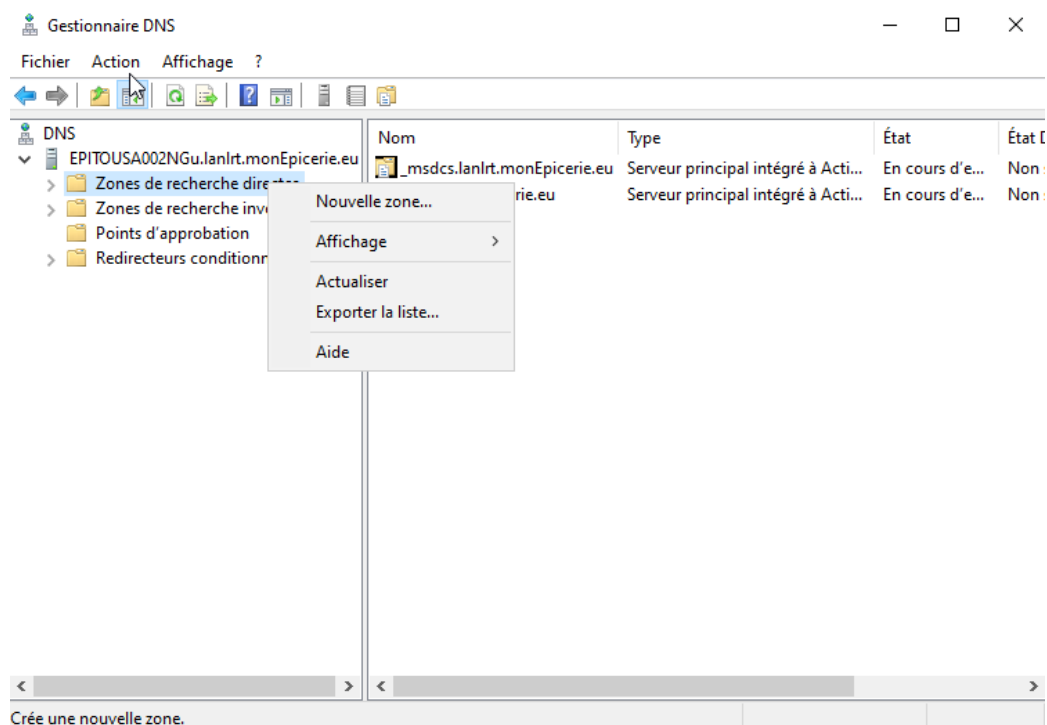 Gestionnaire DNS
Fichier Action Affichage ?
DNS
EPITOUSA002NGu.lanlrt.monEpicerie.eu
Zones de recherche directe
Zones de recherche inv
Points d'approbation
Redirecteurs conditionn
Nom Type État État D
_msdcs.lanlrt.monEpicerie.eu Serveur principal intégré à Acti... En cours d'e... Non
rie.eu Serveur principal intégré à Acti... En cours d'e... Non
Nouvelle zone...
Affichage
Actualiser
Exporter la liste...
Aide
Crée une nouvelle zone.